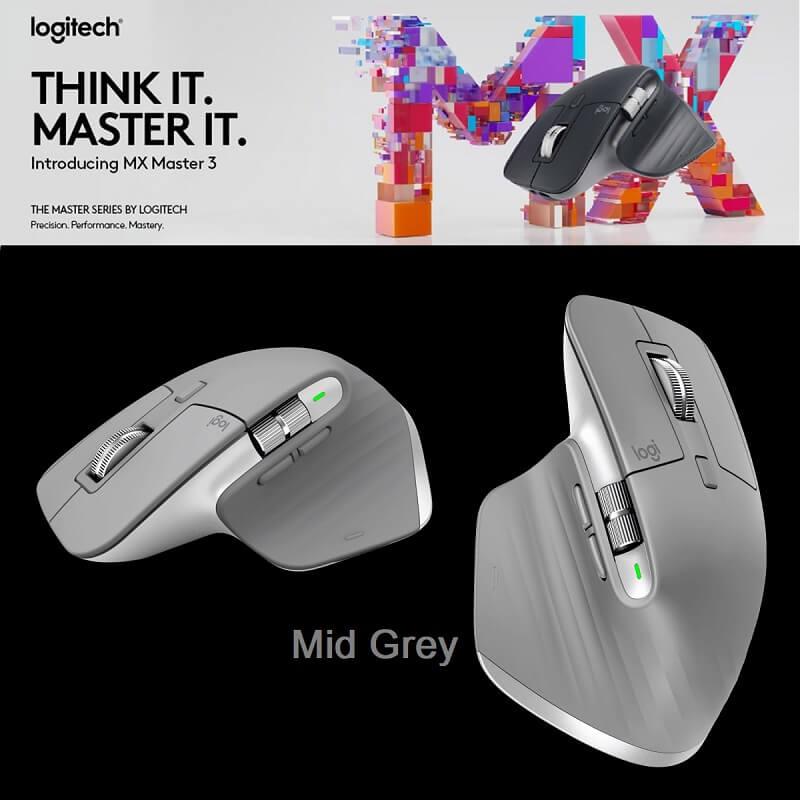 logitech®
THINK IT.
MASTER IT.
Introducing MX Master 3
THE MASTER SERIES BY LOGITECH
Precision. Performance. Mastery.
MX
logi
logi
logi
Mid Grey